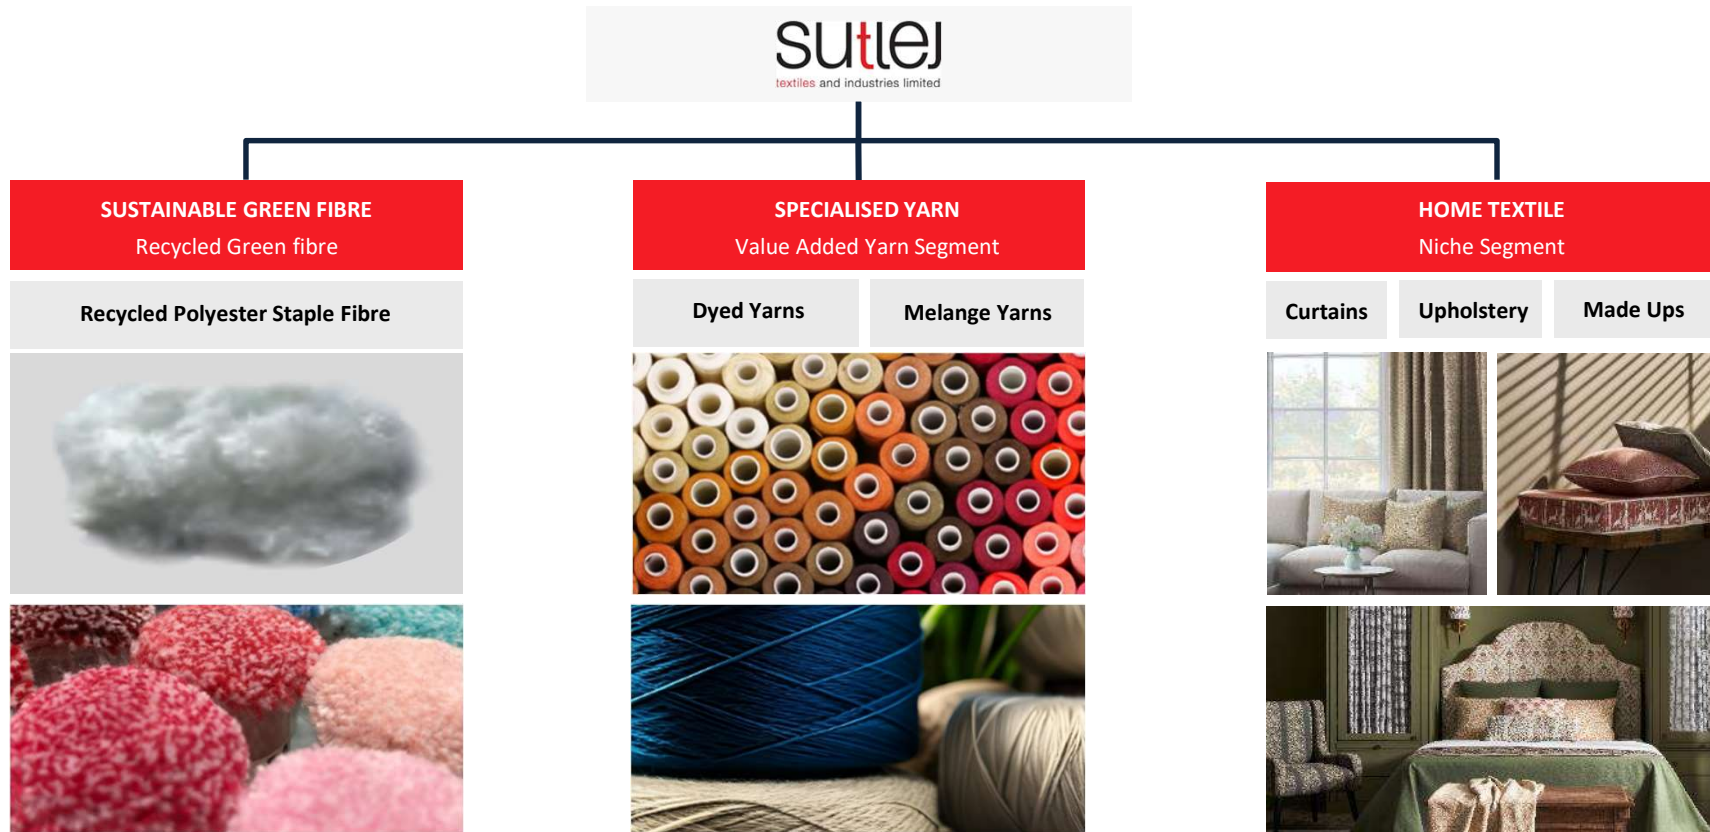 sutlej
textiles and industries limited
SUSTAINABLE GREEN FIBRE
Recycled Green fibre
Recycled Polyester Staple Fibre
SPECIALISED YARN
Value Added Yarn Segment
Dyed Yarns
Melange Yarns
HOME TEXTILE
Niche Segment
Curtains
Upholstery
Made Ups